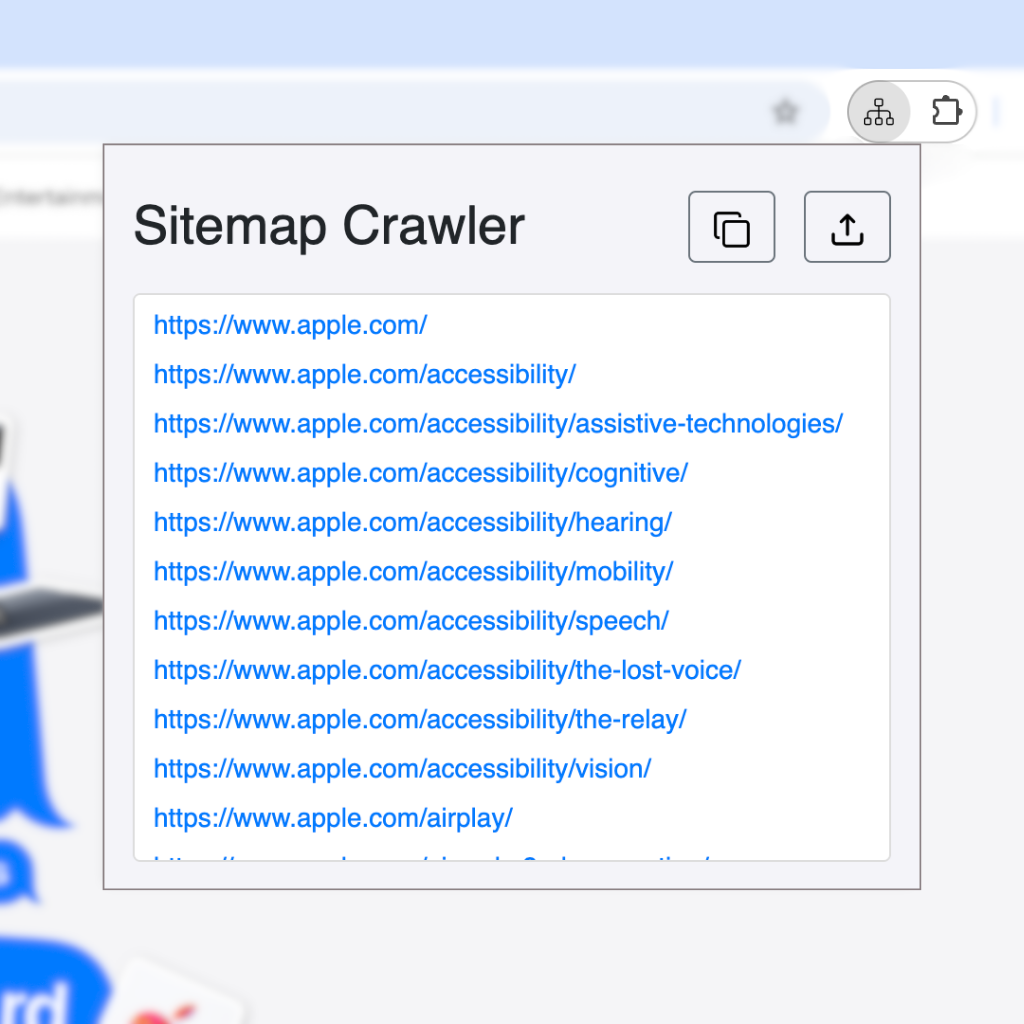 Sitemap Crawler
https://www.apple.com/
https://www.apple.com/accessibility/
https://www.apple.com/accessibility/assistive-technologies/
https://www.apple.com/accessibility/cognitive/
https://www.apple.com/accessibility/hearing/
https://www.apple.com/accessibility/mobility/
https://www.apple.com/accessibility/speech/
https://www.apple.com/accessibility/the-lost-voice/
https://www.apple.com/accessibility/the-relay/
https://www.apple.com/accessibility/vision/
https://www.apple.com/airplay/
rd